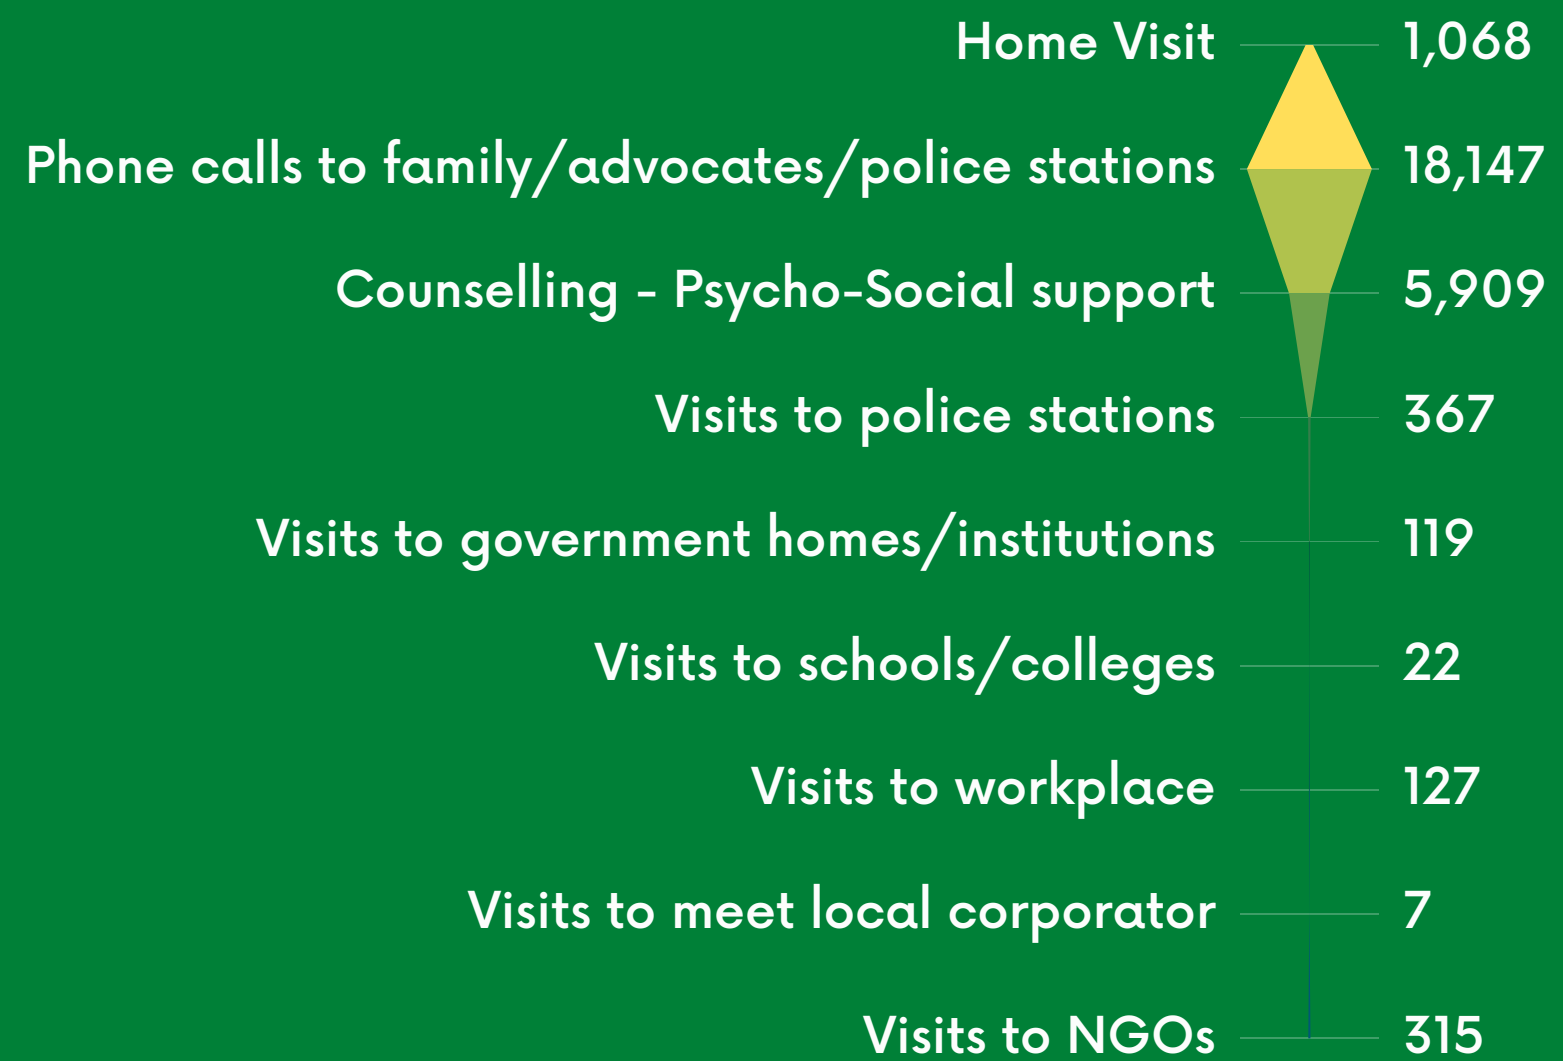 Home Visit 1,068
Phone calls to family/advocates/police stations 18,147
Counselling - Psycho-Social support 5,909
Visits to police stations 367
Visits to government homes/institutions 119
Visits to schools/colleges 22
Visits to workplace 127
Visits to meet local corporator 7
Visits to NGOs 315